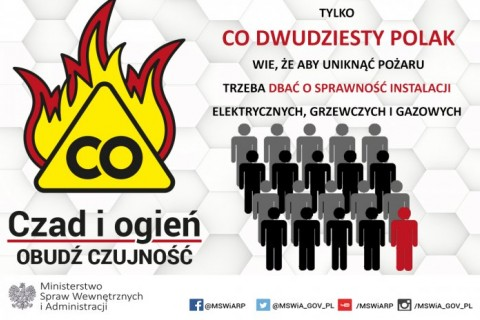 TYLKO
CO DWUDZIESTY POLAK
WIE, ŻE ABY UNIKNĄĆ POŻARU
TRZEBA DBAĆ O SPRAWNOŚĆ INSTALACJI
ELEKTRYCZNYCH, GRZEWCZYCH I GAZOWYCH
CO
Czad i ogień
OBUDŹ CZUJNOŚĆ
Ministerstwo
Spraw Wewnętrznych
i Administracji
@MSWiARP
@MSWiA_GOV_PL
/MSWiARP
/MSWiA_GOV_PL